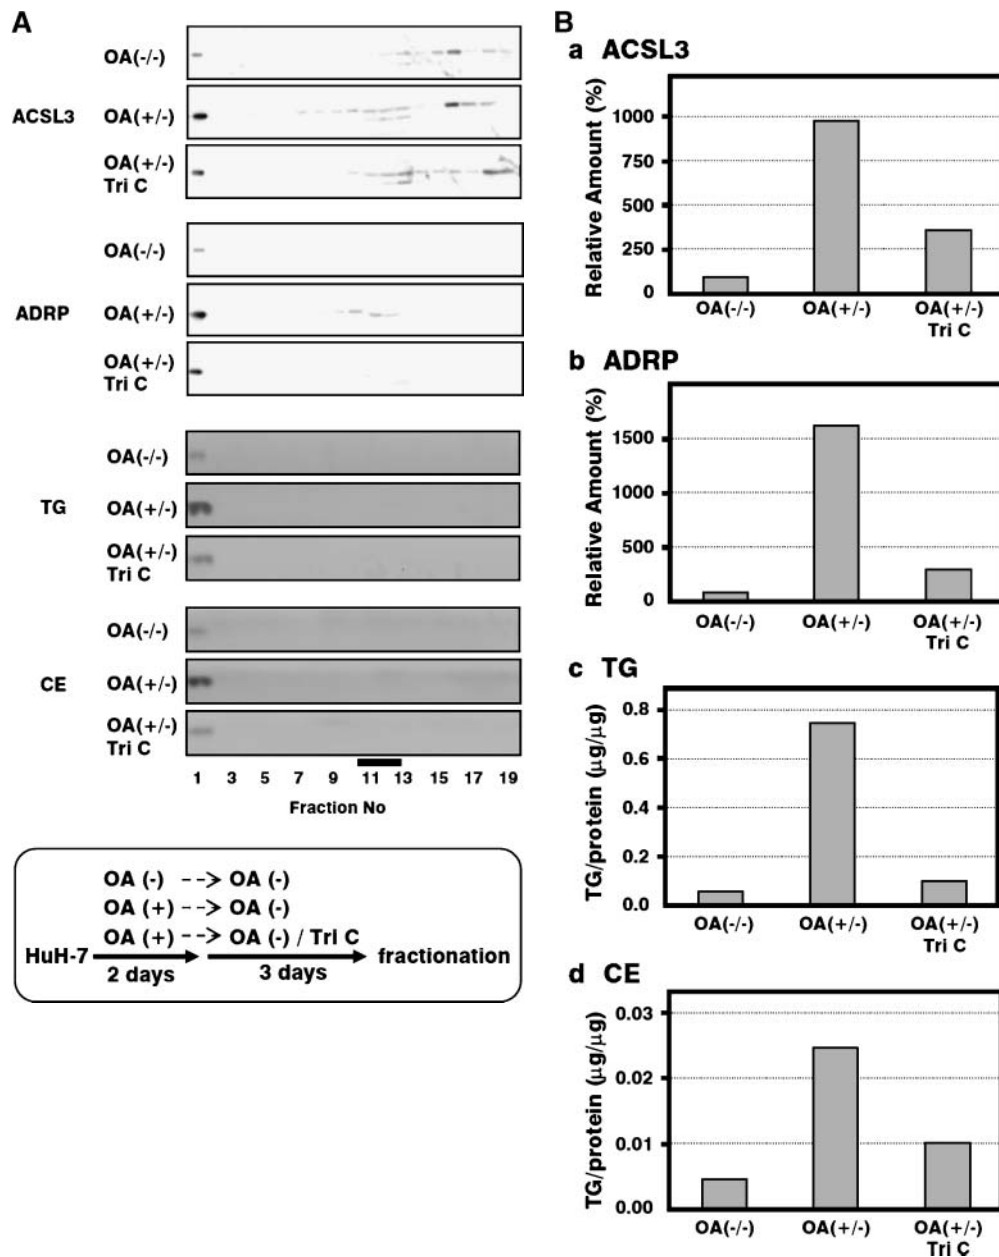 A
OA(-/-)
ACSL3 OA(+/-)
OA(+/-)
Tri C
OA(-/-)
ADRP OA(+/-)
OA(+/-)
Tri C
OA(-/-)
TG OA(+/-)
OA(+/-)
Tri C
OA(-/-)
CE OA(+/-)
OA(+/-)
Tri C
1 3 5 7 9 11 13 15 17 19
Fraction No
OA (-) --> OA (-)
OA (+) --> OA (-)
OA (+) --> OA (-) / Tri C
HuH-7 fractionation
2 days 3 days
B
a ACSL3
Relative Amount (%)
1000
750
500
250
0
OA(-/-) OA(+/-) OA(+/-)
Tri C
b ADRP
Relative Amount (%)
1500
1000
500
0
OA(-/-) OA(+/-) OA(+/-)
Tri C
c TG
TG/protein (µg/µg)
0.8
0.6
0.4
0.2
0.0
OA(-/-) OA(+/-) OA(+/-)
Tri C
d CE
TG/protein (µg/µg)
0.03
0.02
0.01
0.00
OA(-/-) OA(+/-) OA(+/-)
Tri C